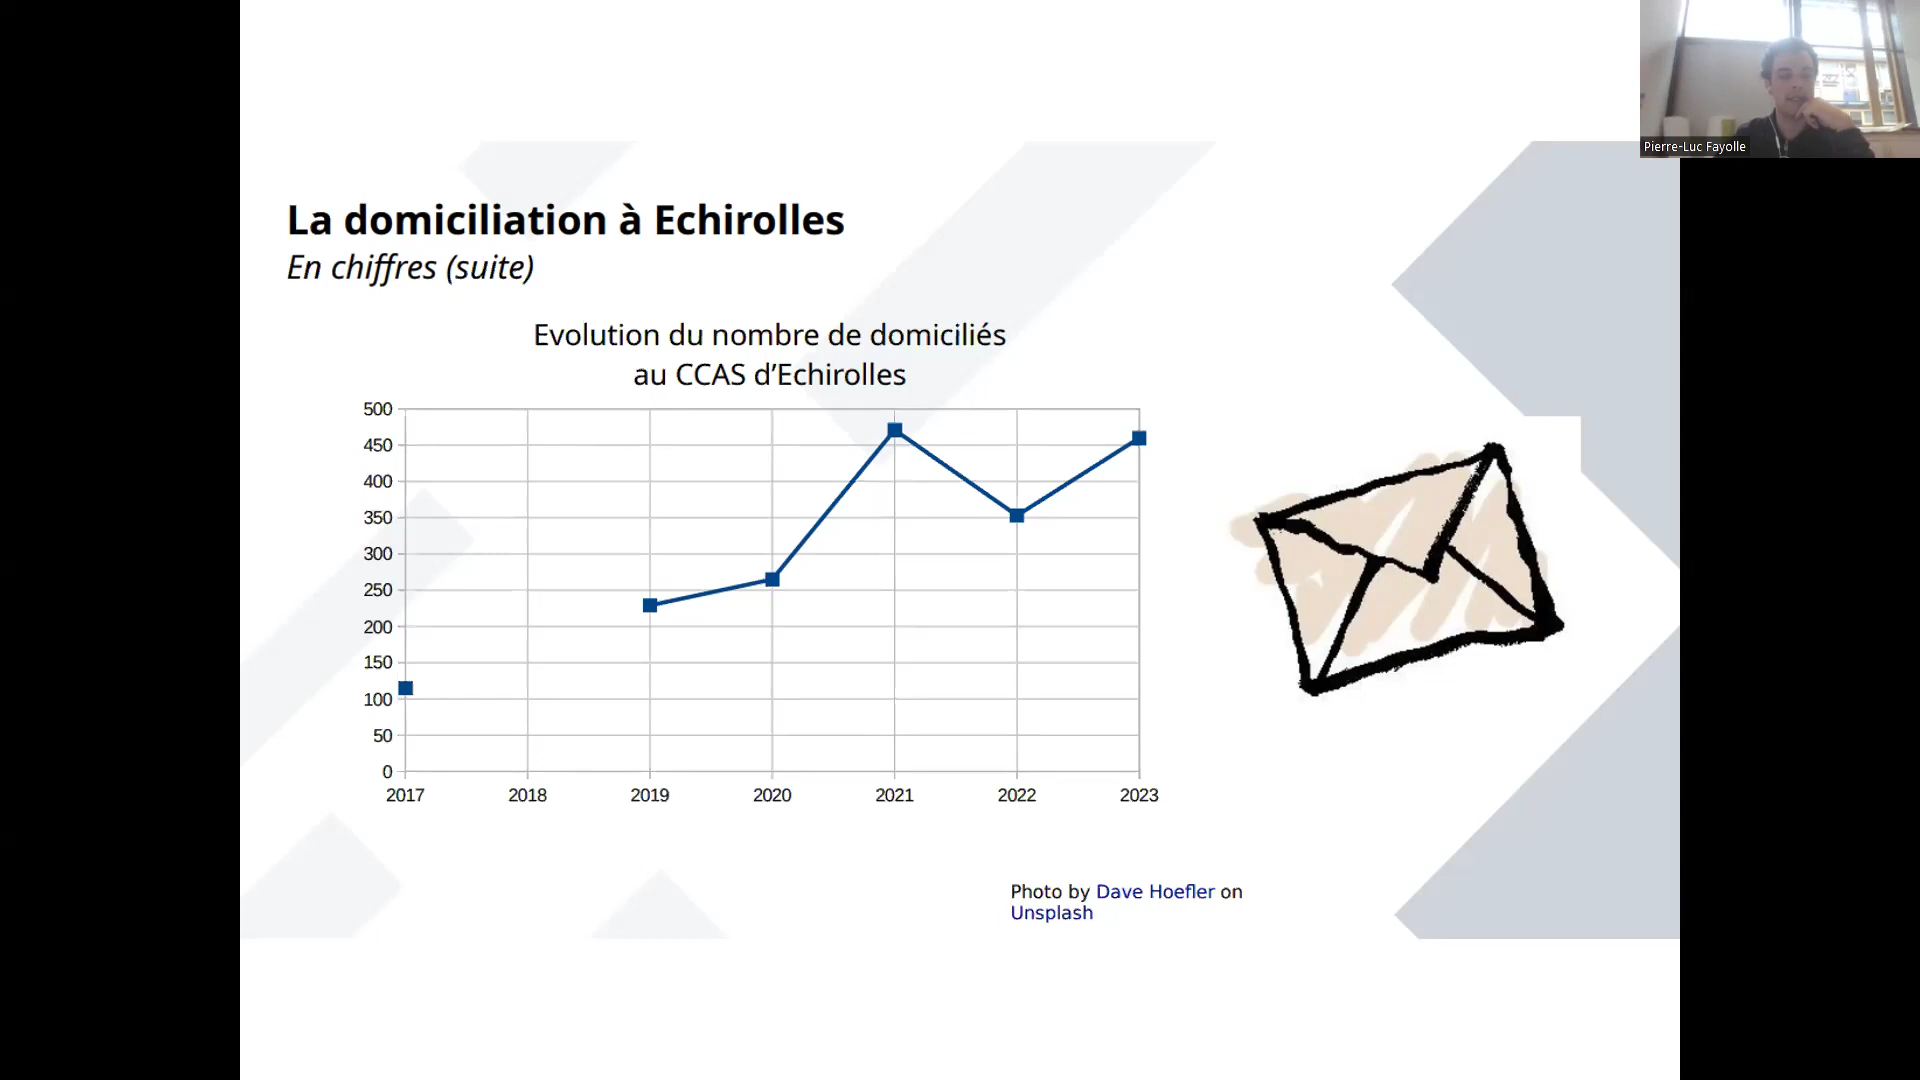 Pierre-Luc Fayolle
La domiciliation à Echirolles
En chiffres (suite)
Evolution du nombre de domiciliés
au CCAS d’Echirolles
500
450
400
350
300
250
200
150
100
50
0
2017 2018 2019 2020 2021 2022 2023
Photo by Dave Hoefler on
Unsplash